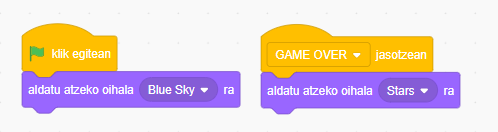 klik egitean
aldatu atzeko oihala Blue Sky ra
GAME OVER jasotzean
aldatu atzeko oihala Stars ra